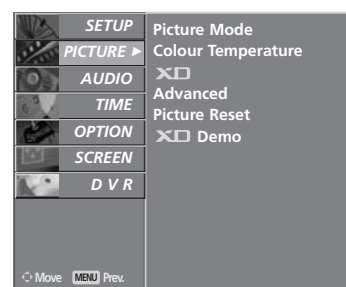 SETUP
PICTURE ►
AUDIO
TIME
OPTION
SCREEN
D V R
Picture Mode
Colour Temperature
XD
Advanced
Picture Reset
XD Demo
Move MENU Prev.